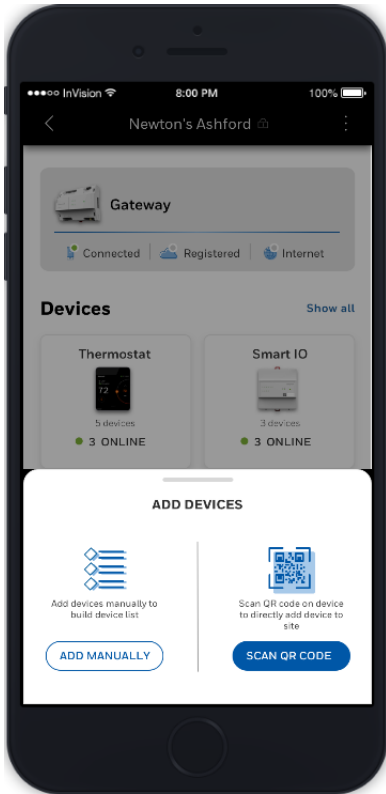 InVision
8:00 PM
100%
Newton's Ashford
Gateway
Connected
Registered
Internet
Devices
Show all
Thermostat
Smart IO
72
5 devices
3 devices
3 ONLINE
3 ONLINE
ADD DEVICES
Add devices manually to
build device list
Scan QR code on device
to directly add device to
site
ADD MANUALLY
SCAN QR CODE